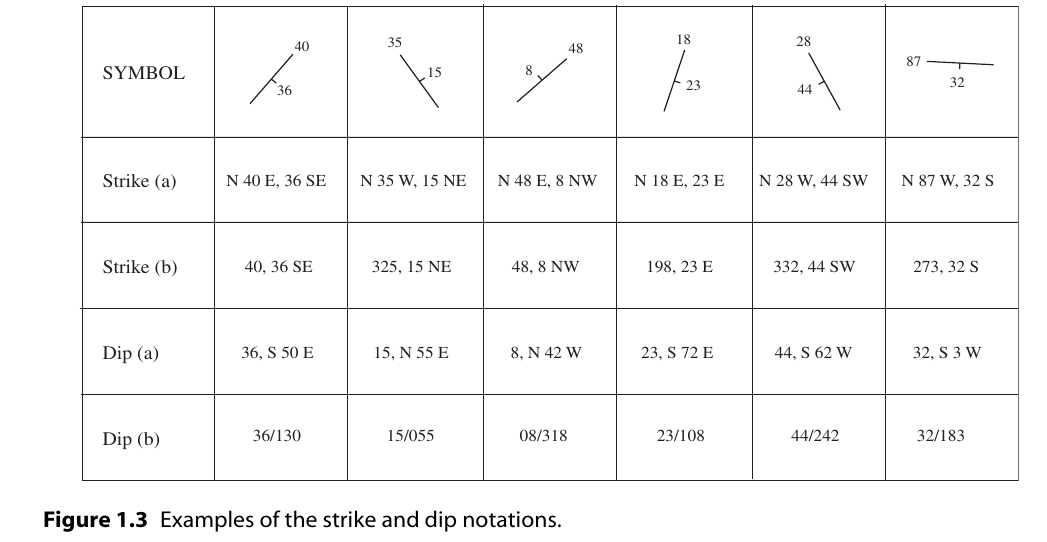 SYMBOL 40 36 35 15 8 48 18 23 28 44 87 32
Strike (a) N 40 E, 36 SE N 35 W, 15 NE N 48 E, 8 NW N 18 E, 23 E N 28 W, 44 SW N 87 W, 32 S
Strike (b) 40, 36 SE 325, 15 NE 48, 8 NW 198, 23 E 332, 44 SW 273, 32 S
Dip (a) 36, S 50 E 15, N 55 E 8, N 42 W 23, S 72 E 44, S 62 W 32, S 3 W
Dip (b) 36/130 15/055 08/318 23/108 44/242 32/183
Figure 1.3 Examples of the strike and dip notations.